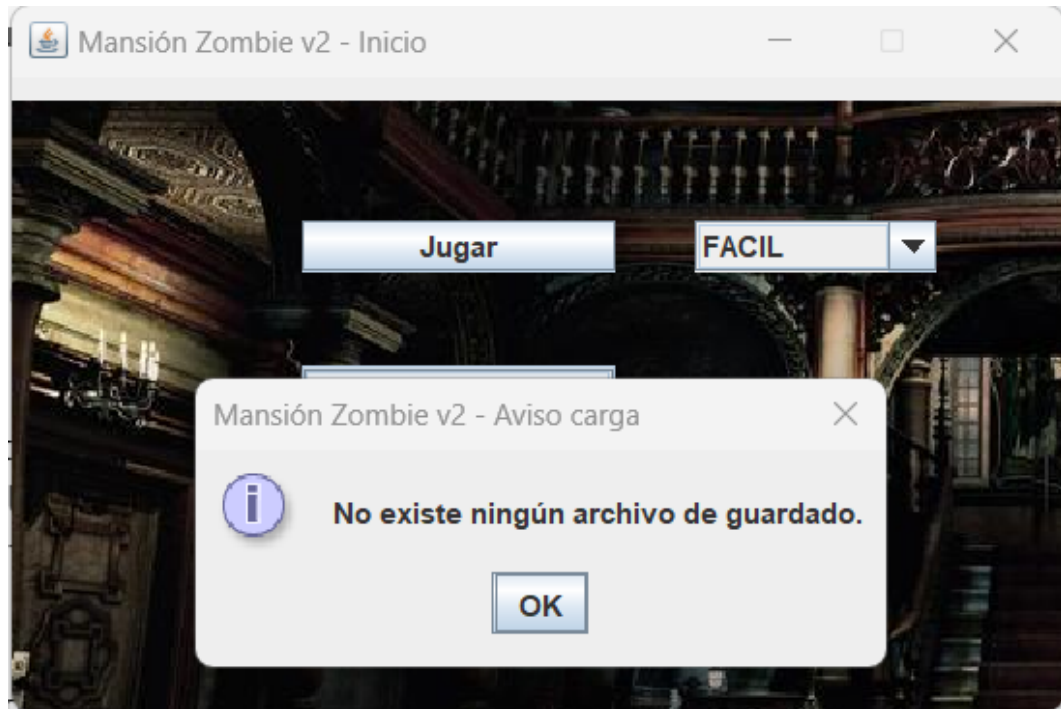 Mansión Zombie v2 - Inicio
Jugar
FACIL
Mansión Zombie v2 - Aviso carga
No existe ningún archivo de guardado.
OK